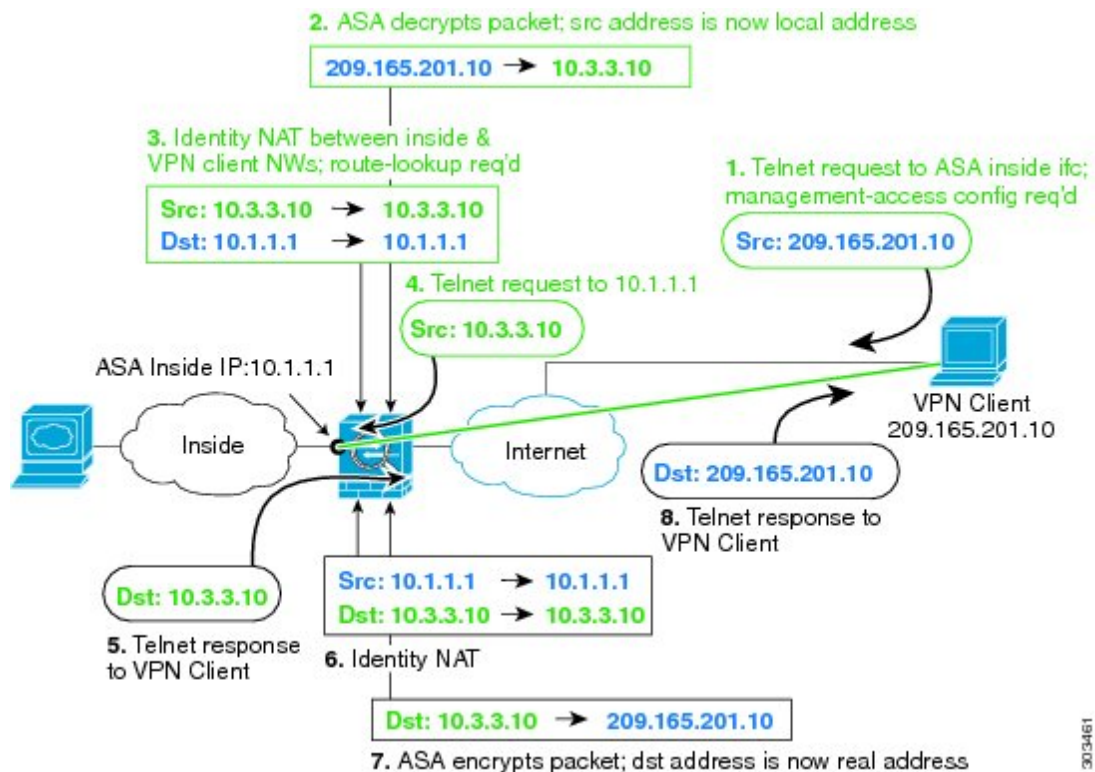 2. ASA decrypts packet; src address is now local address
209.165.201.10 → 10.3.3.10
3. Identity NAT between inside &
VPN client NWs; route-lookup req'd
Src: 10.3.3.10 → 10.3.3.10
Dst: 10.1.1.1 → 10.1.1.1
1. Telnet request to ASA inside ifc;
management-access config req'd
Src: 209.165.201.10
4. Telnet request to 10.1.1.1
Src: 10.3.3.10
ASA Inside IP:10.1.1.1
Inside
Internet
VPN Client
209.165.201.10
Dst: 209.165.201.10
8. Telnet response to
VPN Client
Dst: 10.3.3.10
5. Telnet response
to VPN Client
Src: 10.1.1.1 → 10.1.1.1
Dst: 10.3.3.10 → 10.3.3.10
6. Identity NAT
Dst: 10.3.3.10 → 209.165.201.10
7. ASA encrypts packet; dst address is now real address
303461